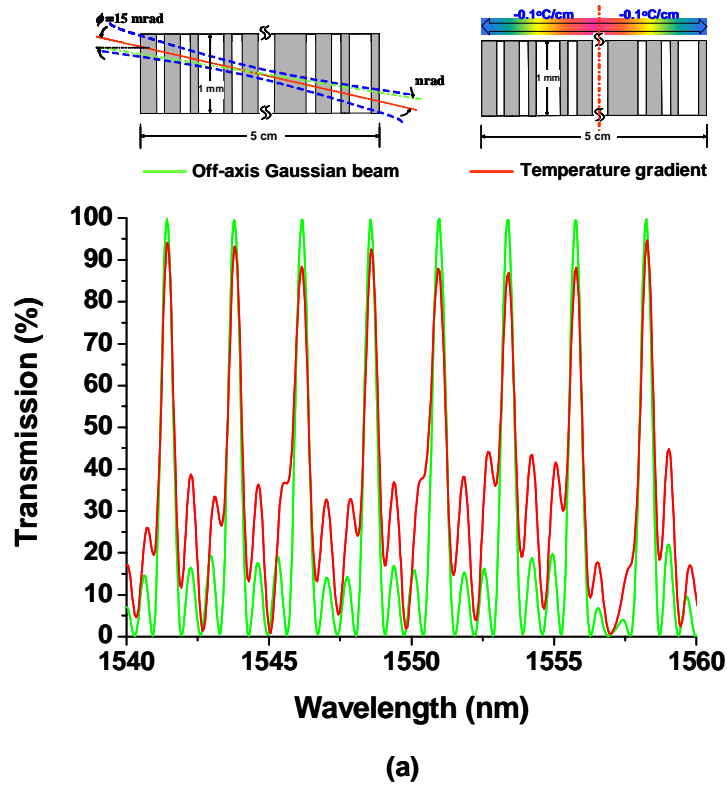 ϕ=15 mrad
-0.1°C/cm
-0.1°C/cm
1 mm
mrad
1 mm
5 cm
5 cm
Off-axis Gaussian beam
Temperature gradient
Transmission (%)
100
90
80
70
60
50
40
30
20
10
0
1540
1545
1550
1555
1560
Wavelength (nm)
(a)